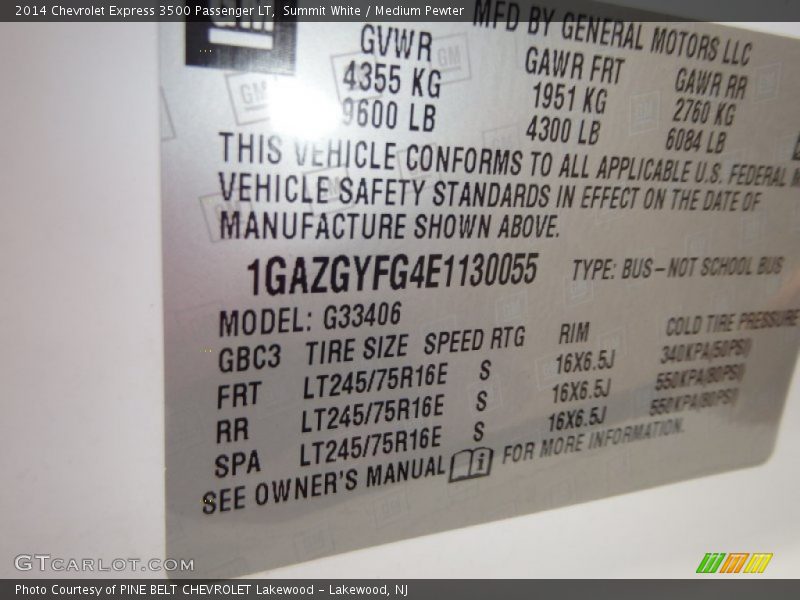 2014 Chevrolet Express 3500 Passenger LT, Summit White / Medium Pewter
GM
MFD BY GENERAL MOTORS LLC
GVWR GAWR FRT GAWR RR
4355 KG 1951 KG 2760 KG
9600 LB 4300 LB 6084 LB
THIS VEHICLE CONFORMS TO ALL APPLICABLE U.S. FEDERAL M
VEHICLE SAFETY STANDARDS IN EFFECT ON THE DATE OF
MANUFACTURE SHOWN ABOVE.
1GAZGYFG4E1130055 TYPE: BUS-NOT SCHOOL BUS
MODEL: G33406
GBC3 TIRE SIZE SPEED RTG RIM COLD TIRE PRESSURE
FRT LT245/75R16E S 16X6.5J 340KPA(50PSI)
RR LT245/75R16E S 16X6.5J 550KPA(80PSI)
SPA LT245/75R16E S 16X6.5J 550KPA(80PSI)
SEE OWNER'S MANUAL i FOR MORE INFORMATION.
GTCARLOT.COM
Photo Courtesy of PINE BELT CHEVROLET Lakewood - Lakewood, NJ